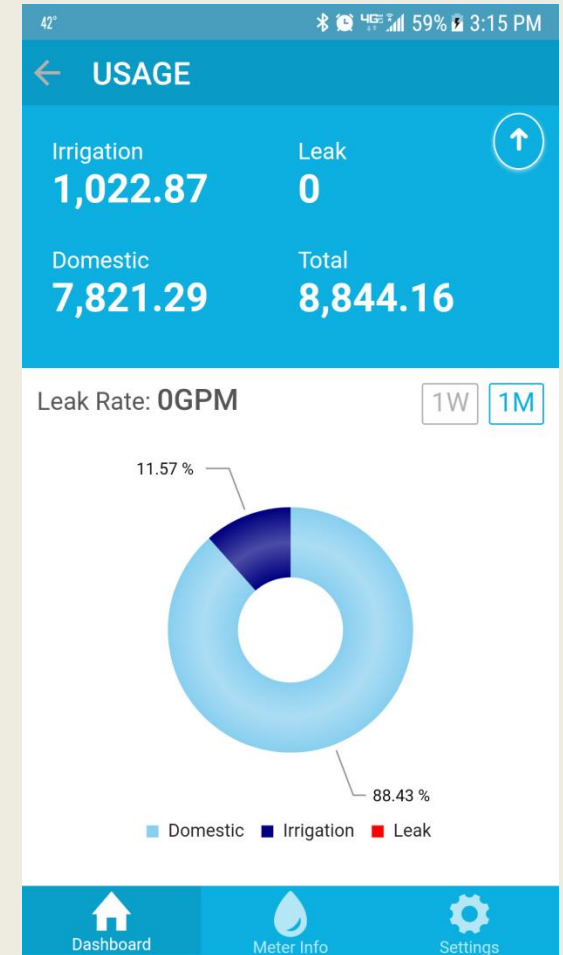 42° 4G 59% 3:15 PM
USAGE
Irrigation Leak
1,022.87 0
Domestic Total
7,821.29 8,844.16
Leak Rate: 0GPM 1W 1M
11.57 %
88.43 %
Domestic Irrigation Leak
Dashboard Meter Info Settings